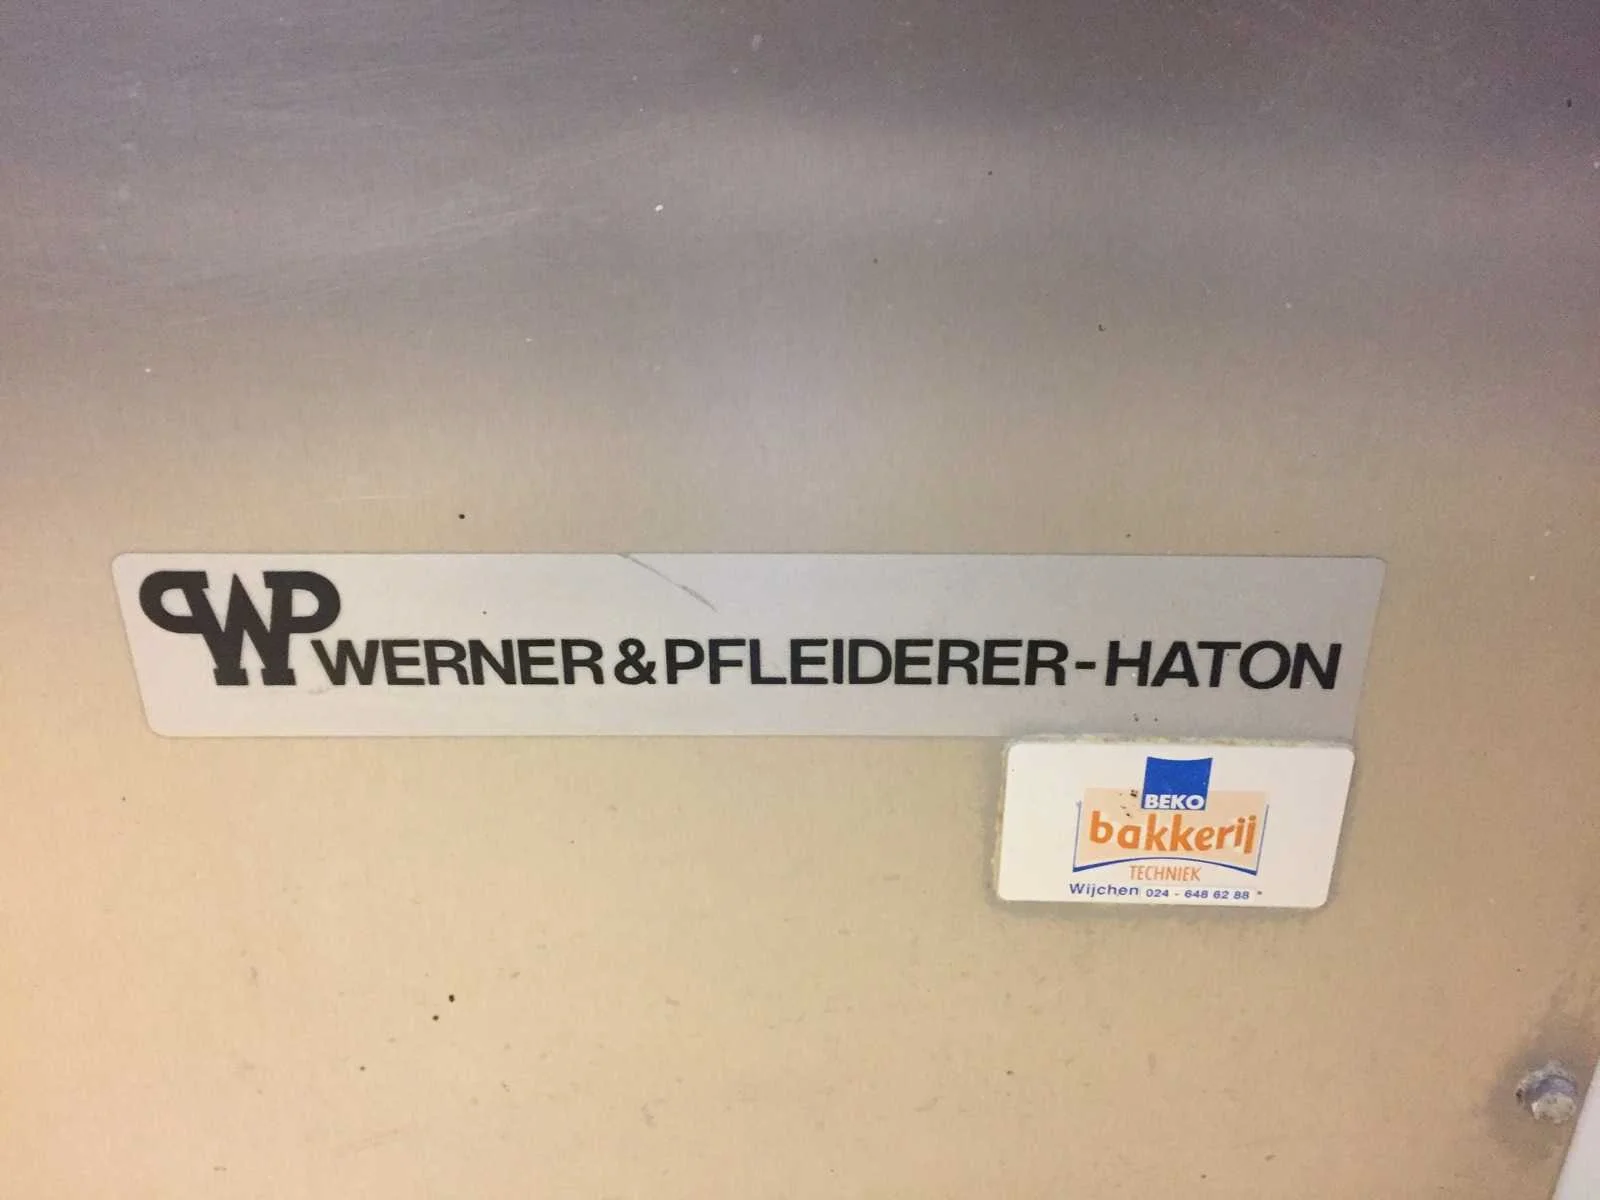 WP WERNER & PFLEIDERER-HATON
BEKO
bakkerij
TECHNIEK
Wijchen 024 - 648 62 88